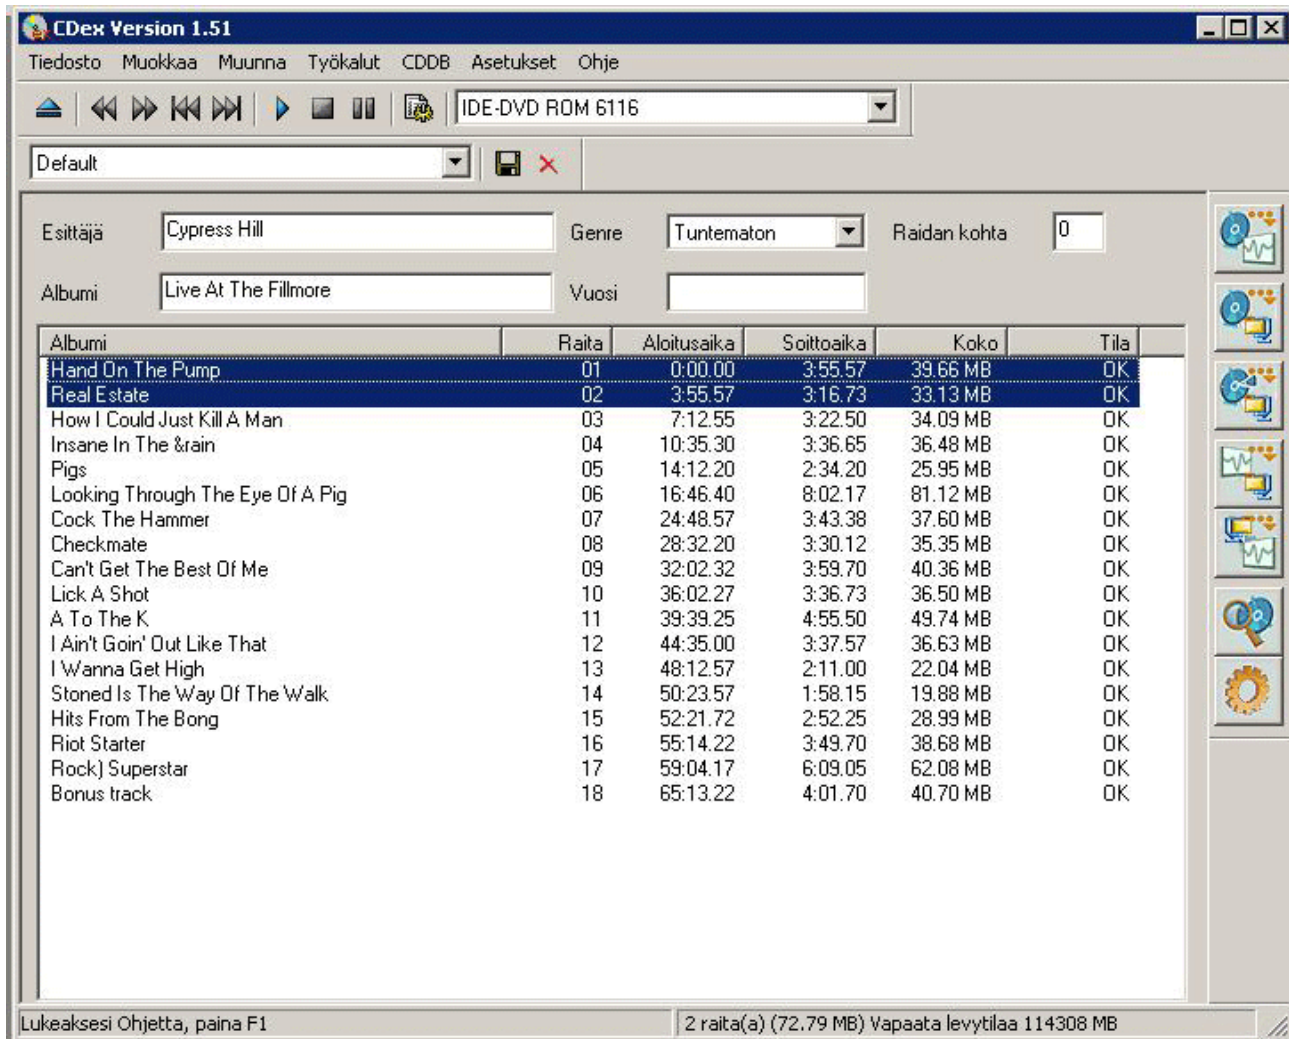 CDex Version 1.51
Tiedosto Muokkaa Muunna Työkalut CDDB Asetukset Ohje
IDE-DVD ROM 6116
Default
Esittäjä Cypress Hill Genre Tuntematon Raidan kohta 0
Albumi Live At The Fillmore Vuosi
Albumi Raita Aloitusaika Soittoaika Koko Tila
Hand On The Pump 01 0:00.00 3:55.57 39.66 MB OK
Real Estate 02 3:55.57 3:16.73 33.13 MB OK
How I Could Just Kill A Man 03 7:12.55 3:22.50 34.09 MB OK
Insane In The &rain 04 10:35.30 3:36.65 36.48 MB OK
Pigs 05 14:12.20 2:34.20 25.95 MB OK
Looking Through The Eye Of A Pig 06 16:46.40 8:02.17 81.12 MB OK
Cock The Hammer 07 24:48.57 3:43.38 37.60 MB OK
Checkmate 08 28:32.20 3:30.12 35.35 MB OK
Can't Get The Best Of Me 09 32:02.32 3:59.70 40.36 MB OK
Lick A Shot 10 36:02.27 3:36.73 36.50 MB OK
A To The K 11 39:39.25 4:55.50 49.74 MB OK
I Ain't Goin' Out Like That 12 44:35.00 3:37.57 36.63 MB OK
I Wanna Get High 13 48:12.57 2:11.00 22.04 MB OK
Stoned Is The Way Of The Walk 14 50:23.57 1:58.15 19.88 MB OK
Hits From The Bong 15 52:21.72 2:52.25 28.99 MB OK
Riot Starter 16 55:14.22 3:49.70 38.68 MB OK
Rock) Superstar 17 59:04.17 6:09.05 62.08 MB OK
Bonus track 18 65:13.22 4:01.70 40.70 MB OK
Lukeaksesi Ohjetta, paina F1 2 raita(a) (72.79 MB) Vapaata levytilaa 114308 MB